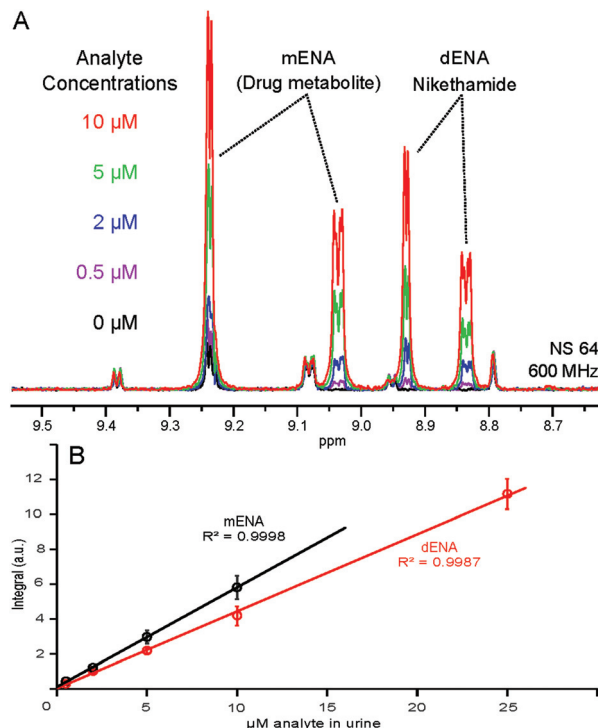 A
Analyte
Concentrations
10 µM
5 µM
2 µM
0.5 µM
0 µM
mENA
(Drug metabolite)
dENA
Nikethamide
NS 64
600 MHz
9.5 9.4 9.3 9.2 9.1 9.0 8.9 8.8 8.7
ppm
B
Integral (a.u.)
12
10
8
6
4
2
mENA
R² = 0.9998
dENA
R² = 0.9987
0 5 10 15 20 25
µM analyte in urine